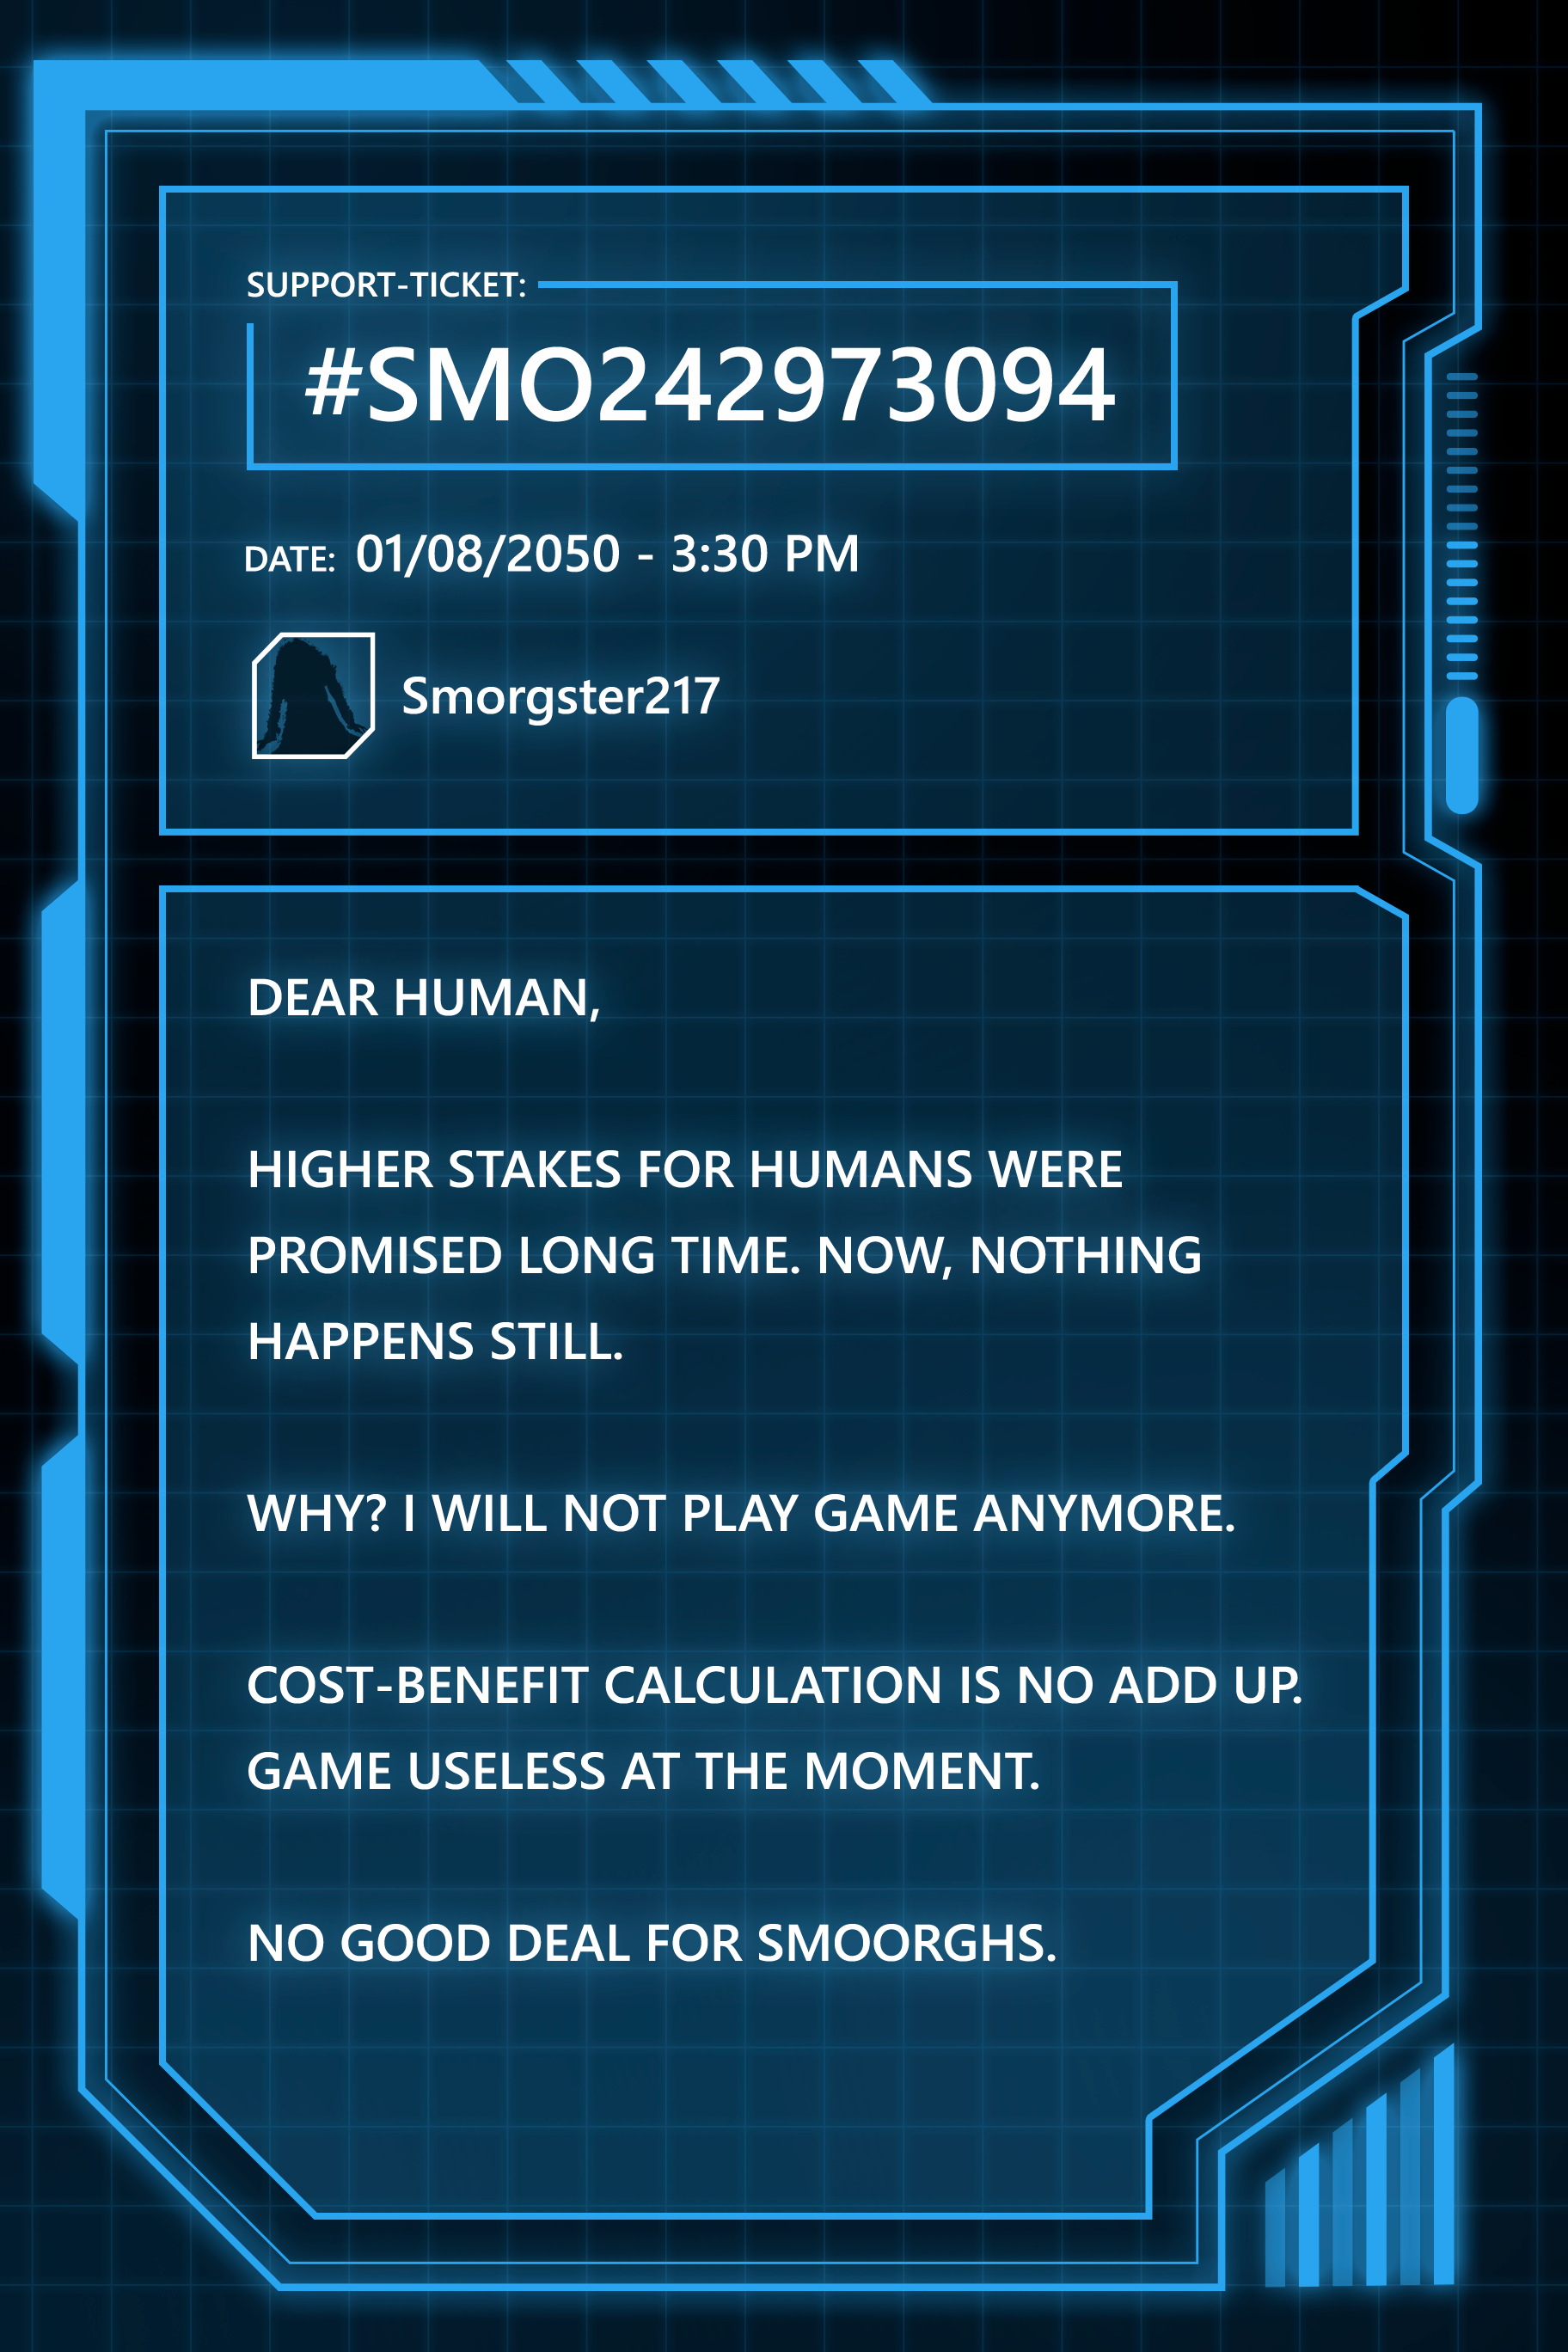 SUPPORT-TICKET:
#SMO242973094
DATE: 01/08/2050 - 3:30 PM
Smorgster217
DEAR HUMAN,
HIGHER STAKES FOR HUMANS WERE
PROMISED LONG TIME. NOW, NOTHING
HAPPENS STILL.
WHY? I WILL NOT PLAY GAME ANYMORE.
COST-BENEFIT CALCULATION IS NO ADD UP.
GAME USELESS AT THE MOMENT.
NO GOOD DEAL FOR SMOORGHS.